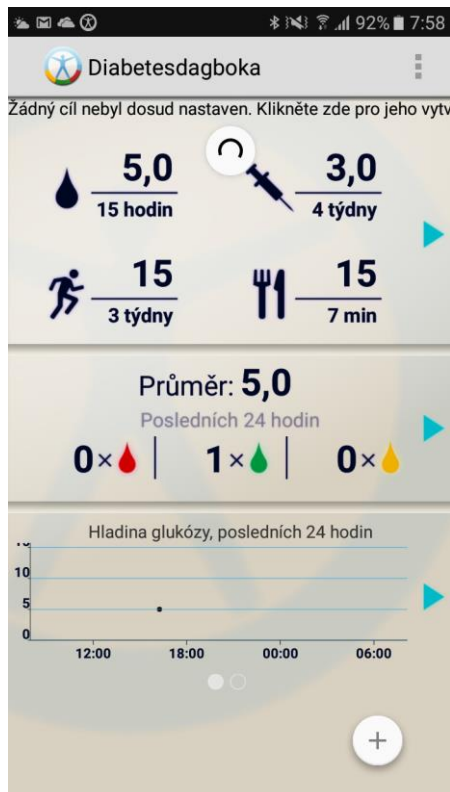 92% 7:58
Diabetesdagboka
Žádný cíl nebyl dosud nastaven. Klikněte zde pro jeho vytv
5,0 3,0
15 hodin 4 týdny
15 15
3 týdny 7 min
Průměr: 5,0
Posledních 24 hodin
0× 1× 0×
Hladina glukózy, posledních 24 hodin
15
10
5
0
12:00 18:00 00:00 06:00